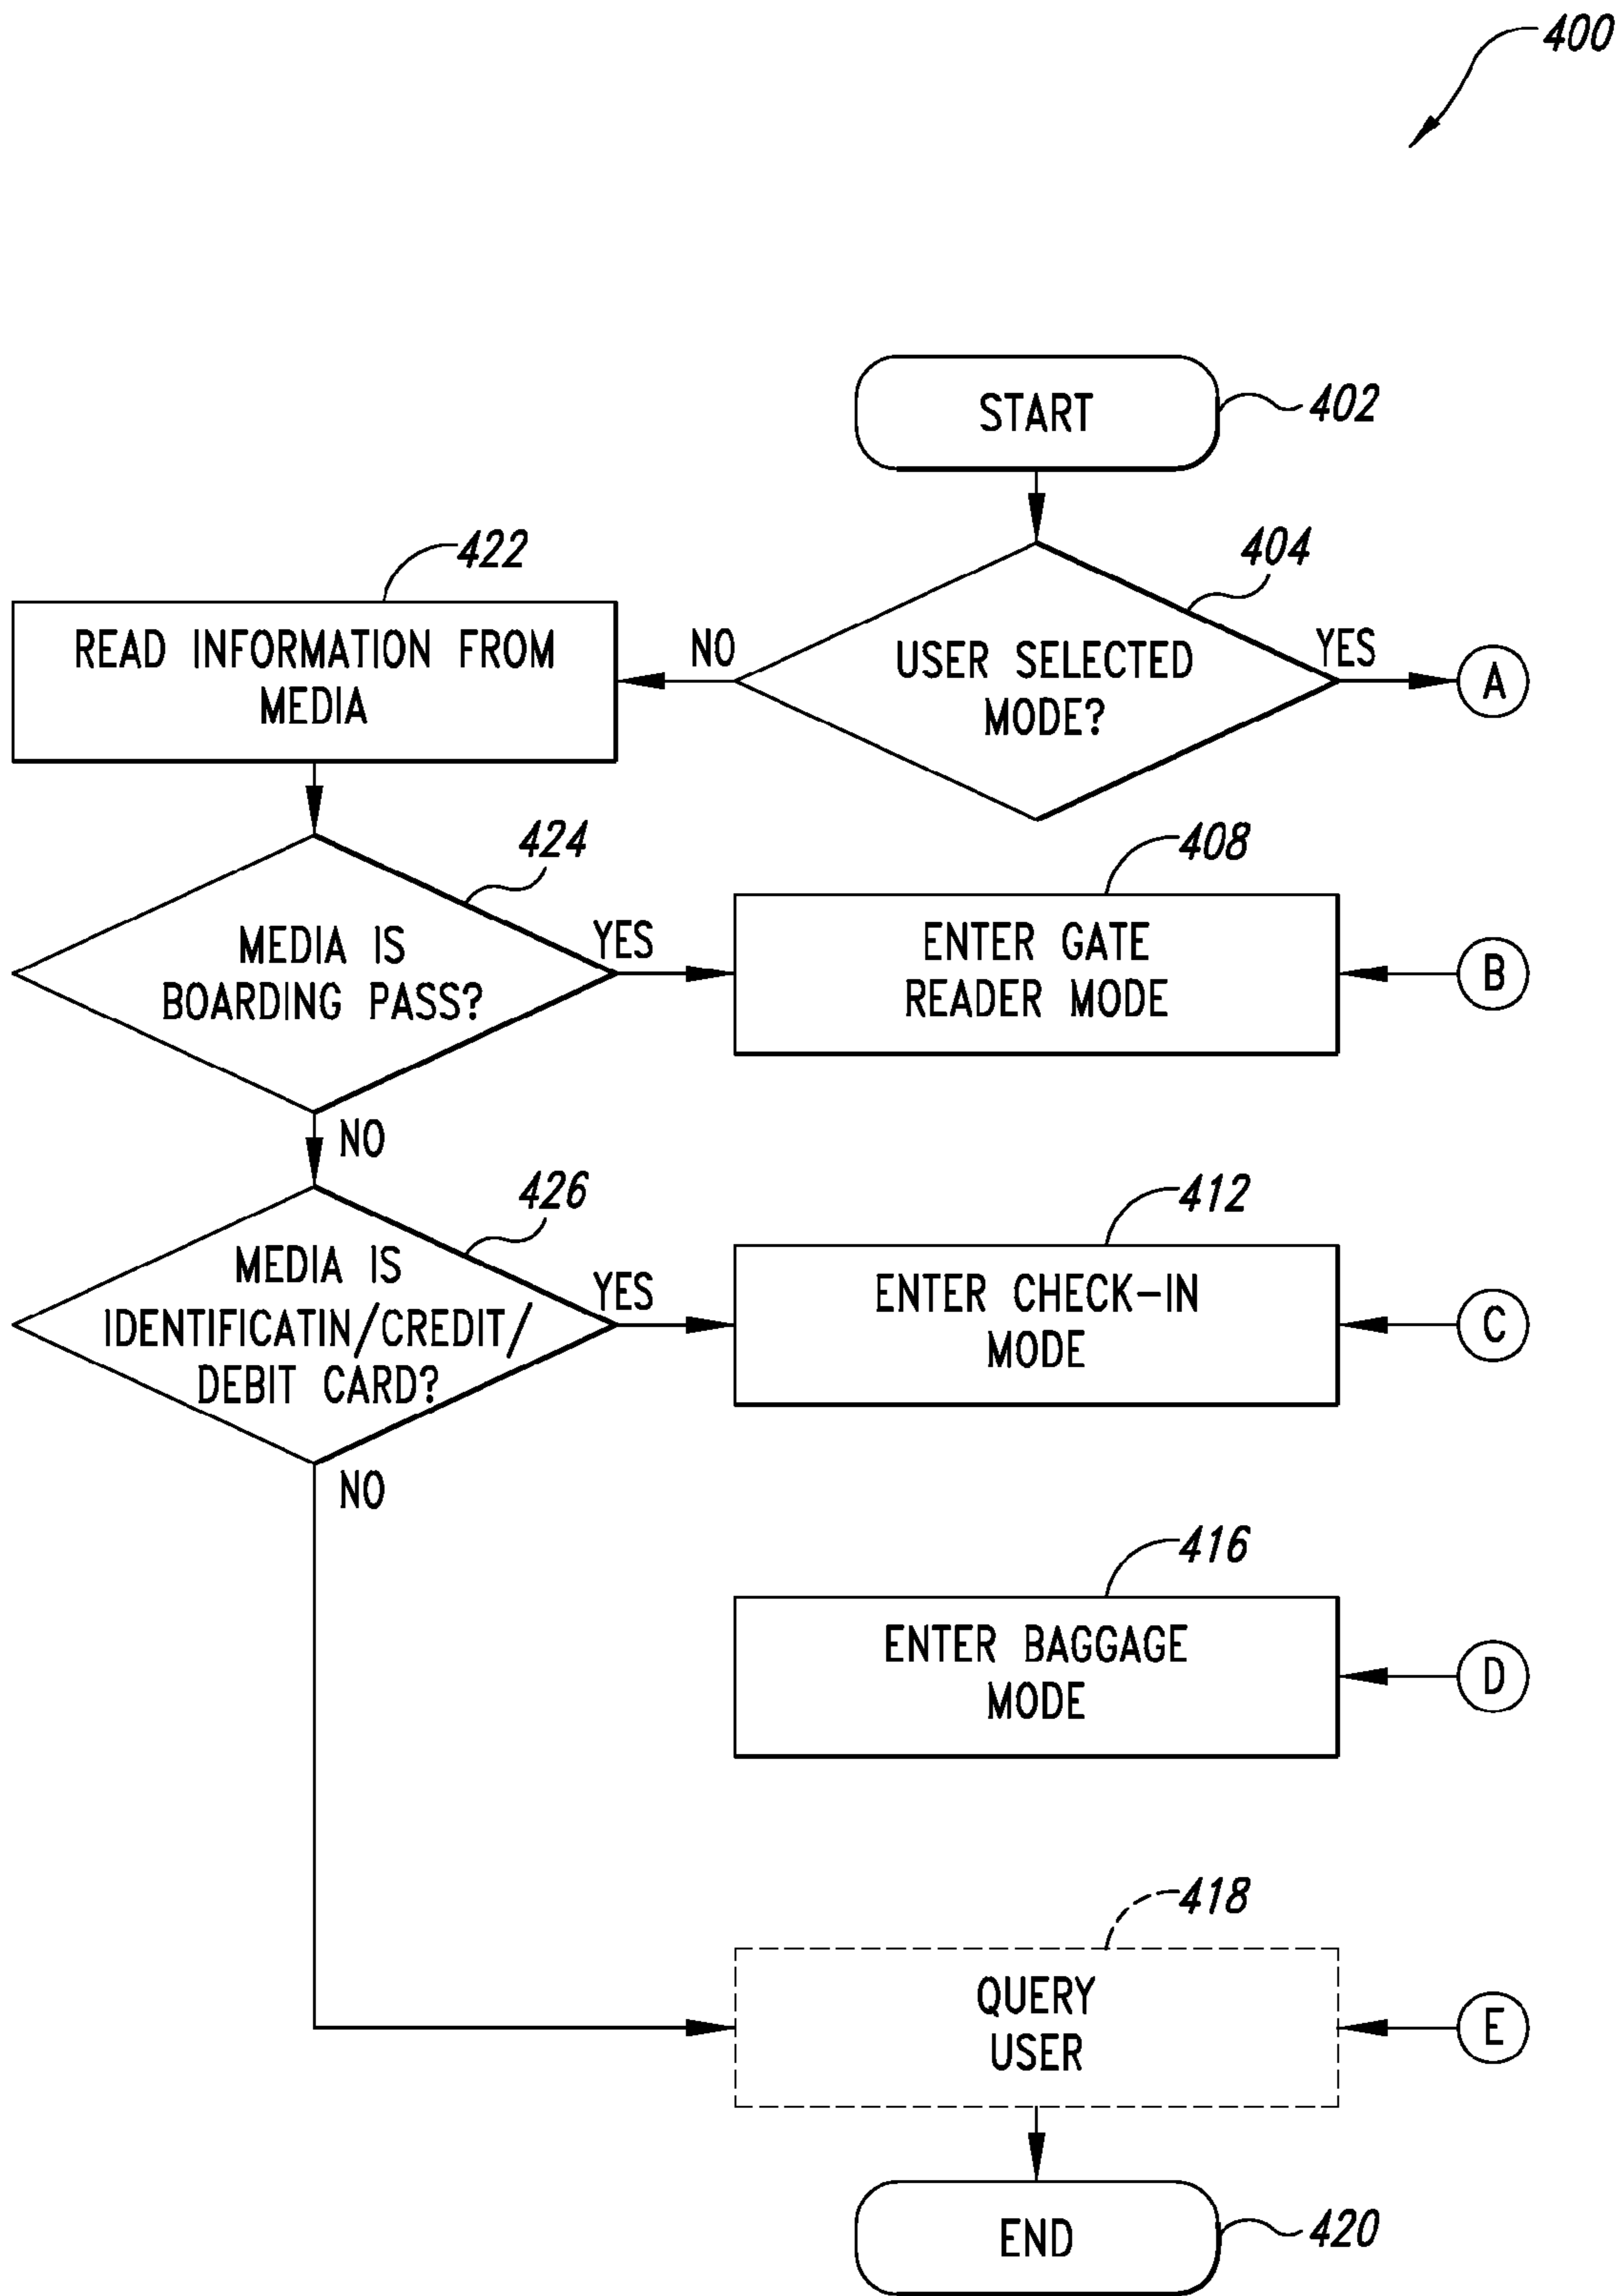 400
START
402
422
404
READ INFORMATION FROM
MEDIA
NO
USER SELECTED
MODE?
YES
A
424
408
MEDIA IS
BOARDING PASS?
YES
ENTER GATE
READER MODE
B
NO
426
412
MEDIA IS
IDENTIFICATIN/CREDIT/
DEBIT CARD?
YES
ENTER CHECK-IN
MODE
C
NO
416
ENTER BAGGAGE
MODE
D
418
QUERY
USER
E
END
420